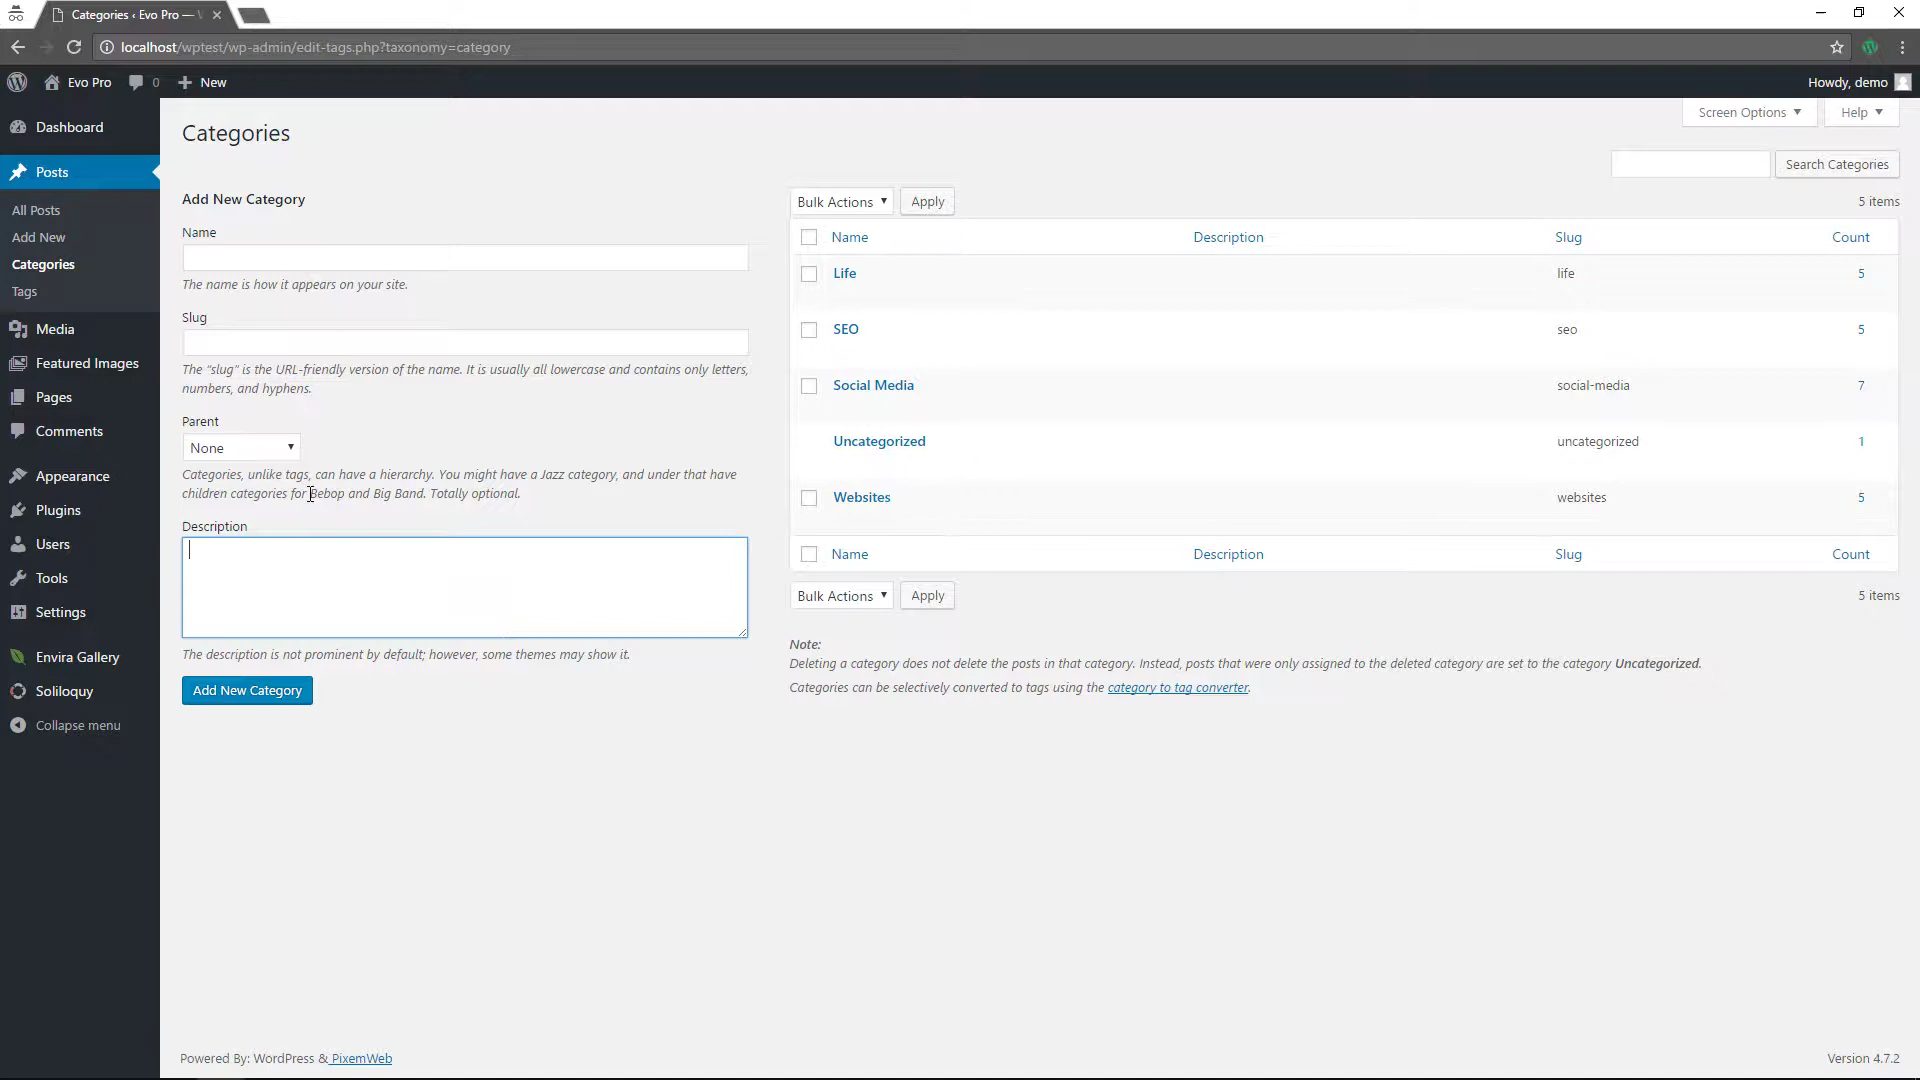 Categories ‹ Evo Pro —
localhost/wptest/wp-admin/edit-tags.php?taxonomy=category
Evo Pro
0
New
Howdy, demo
Dashboard
Posts
All Posts
Add New
Categories
Tags
Media
Featured Images
Pages
Comments
Appearance
Plugins
Users
Tools
Settings
Envira Gallery
Soliloquy
Collapse menu
Categories
Screen Options
Help
Search Categories
Add New Category
Name
The name is how it appears on your site.
Slug
The “slug” is the URL-friendly version of the name. It is usually all lowercase and contains only letters,
numbers, and hyphens.
Parent
None
Categories, unlike tags, can have a hierarchy. You might have a Jazz category, and under that have
children categories for Bebop and Big Band. Totally optional.
Description
The description is not prominent by default; however, some themes may show it.
Add New Category
Bulk Actions
Apply
5 items
Name Description Slug Count
Life life 5
SEO seo 5
Social Media social-media 7
Uncategorized uncategorized 1
Websites websites 5
Name Description Slug Count
Bulk Actions
Apply
5 items
Note:
Deleting a category does not delete the posts in that category. Instead, posts that were only assigned to the deleted category are set to the category Uncategorized.
Categories can be selectively converted to tags using the category to tag converter.
Powered By: WordPress & PixemWeb
Version 4.7.2